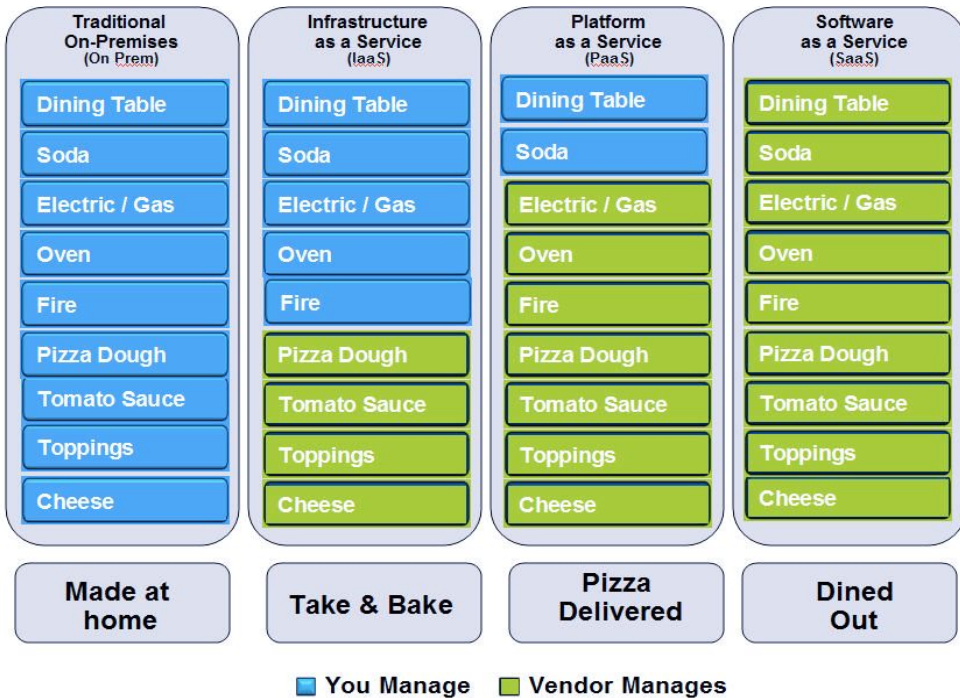 Traditional
On-Premises
(On Prem)
Dining Table
Soda
Electric / Gas
Oven
Fire
Pizza Dough
Tomato Sauce
Toppings
Cheese
Made at
home
Infrastructure
as a Service
(IaaS)
Dining Table
Soda
Electric / Gas
Oven
Fire
Pizza Dough
Tomato Sauce
Toppings
Cheese
Take & Bake
Platform
as a Service
(PaaS)
Dining Table
Soda
Electric / Gas
Oven
Fire
Pizza Dough
Tomato Sauce
Toppings
Cheese
Pizza
Delivered
Software
as a Service
(SaaS)
Dining Table
Soda
Electric / Gas
Oven
Fire
Pizza Dough
Tomato Sauce
Toppings
Cheese
Dined
Out
You Manage
Vendor Manages